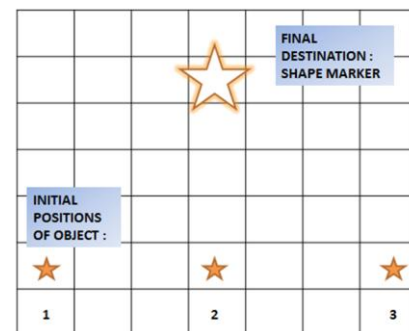 FINAL
DESTINATION :
SHAPE MARKER
INITIAL
POSITIONS
OF OBJECT :
1 2 3